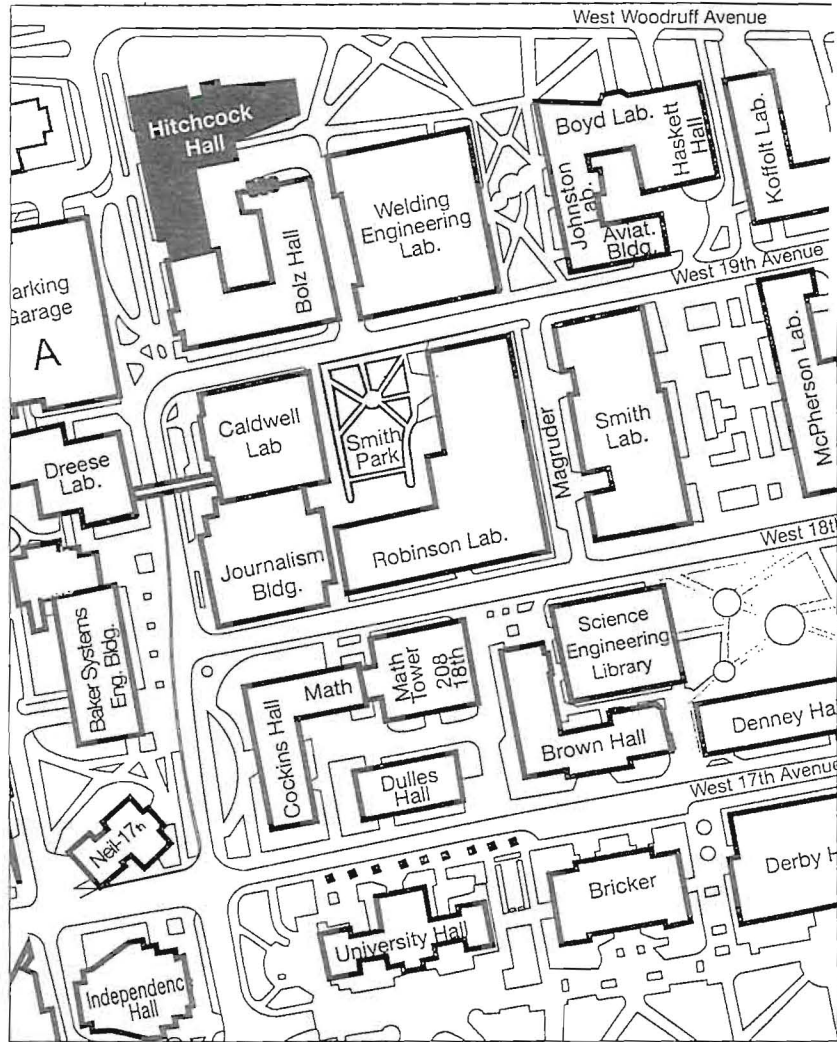 West Woodruff Avenue
Hitchcock
Hall
Boyd Lab.
Haskett
Hall
Koffolt Lab.
Johnston
Lab.
Aviat.
Bldg.
Welding
Engineering
Lab.
Bolz Hall
West 19th Avenue
arking
Garage
A
McPherson Lab.
Caldwell
Lab
Smith
Park
Magruder
Smith
Lab.
Dreese
Lab.
Robinson Lab.
Journalism
Bldg.
West 18th
Baker Systems
Eng. Bldg.
Science
Engineering
Library
Math
Math
Tower
208
18th
Cockins Hall
Brown Hall
Denney Ha
Dulles
Hall
West 17th Avenue
Neil-17th
Bricker
Derby H
University Hall
Independenc
Hall